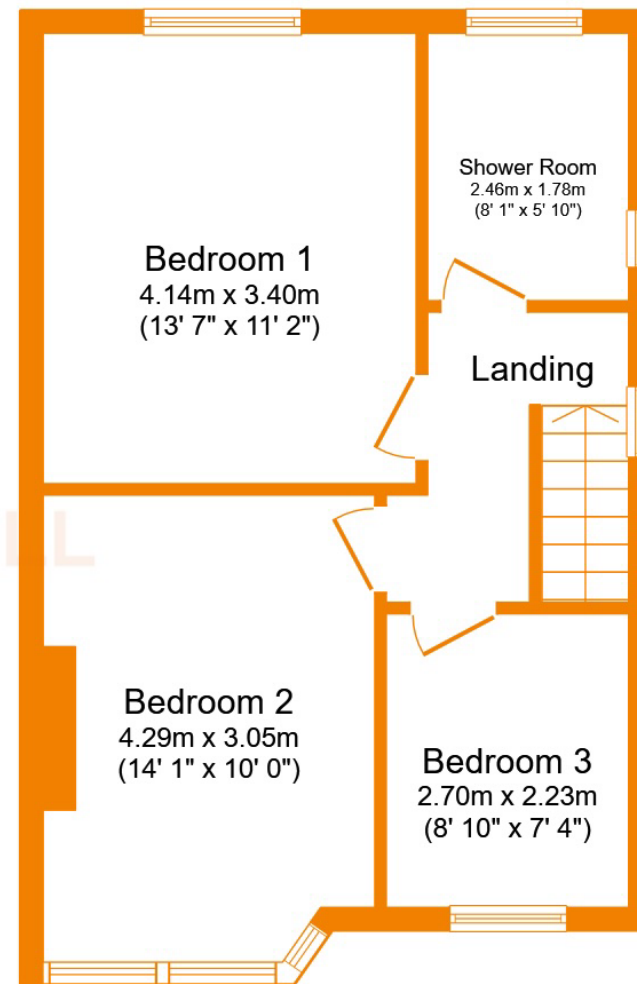 Bedroom 1
4.14m x 3.40m
(13' 7" x 11' 2")
Shower Room
2.46m x 1.78m
(8' 1" x 5' 10")
Landing
LL
Bedroom 2
4.29m x 3.05m
(14' 1" x 10' 0")
Bedroom 3
2.70m x 2.23m
(8' 10" x 7' 4")